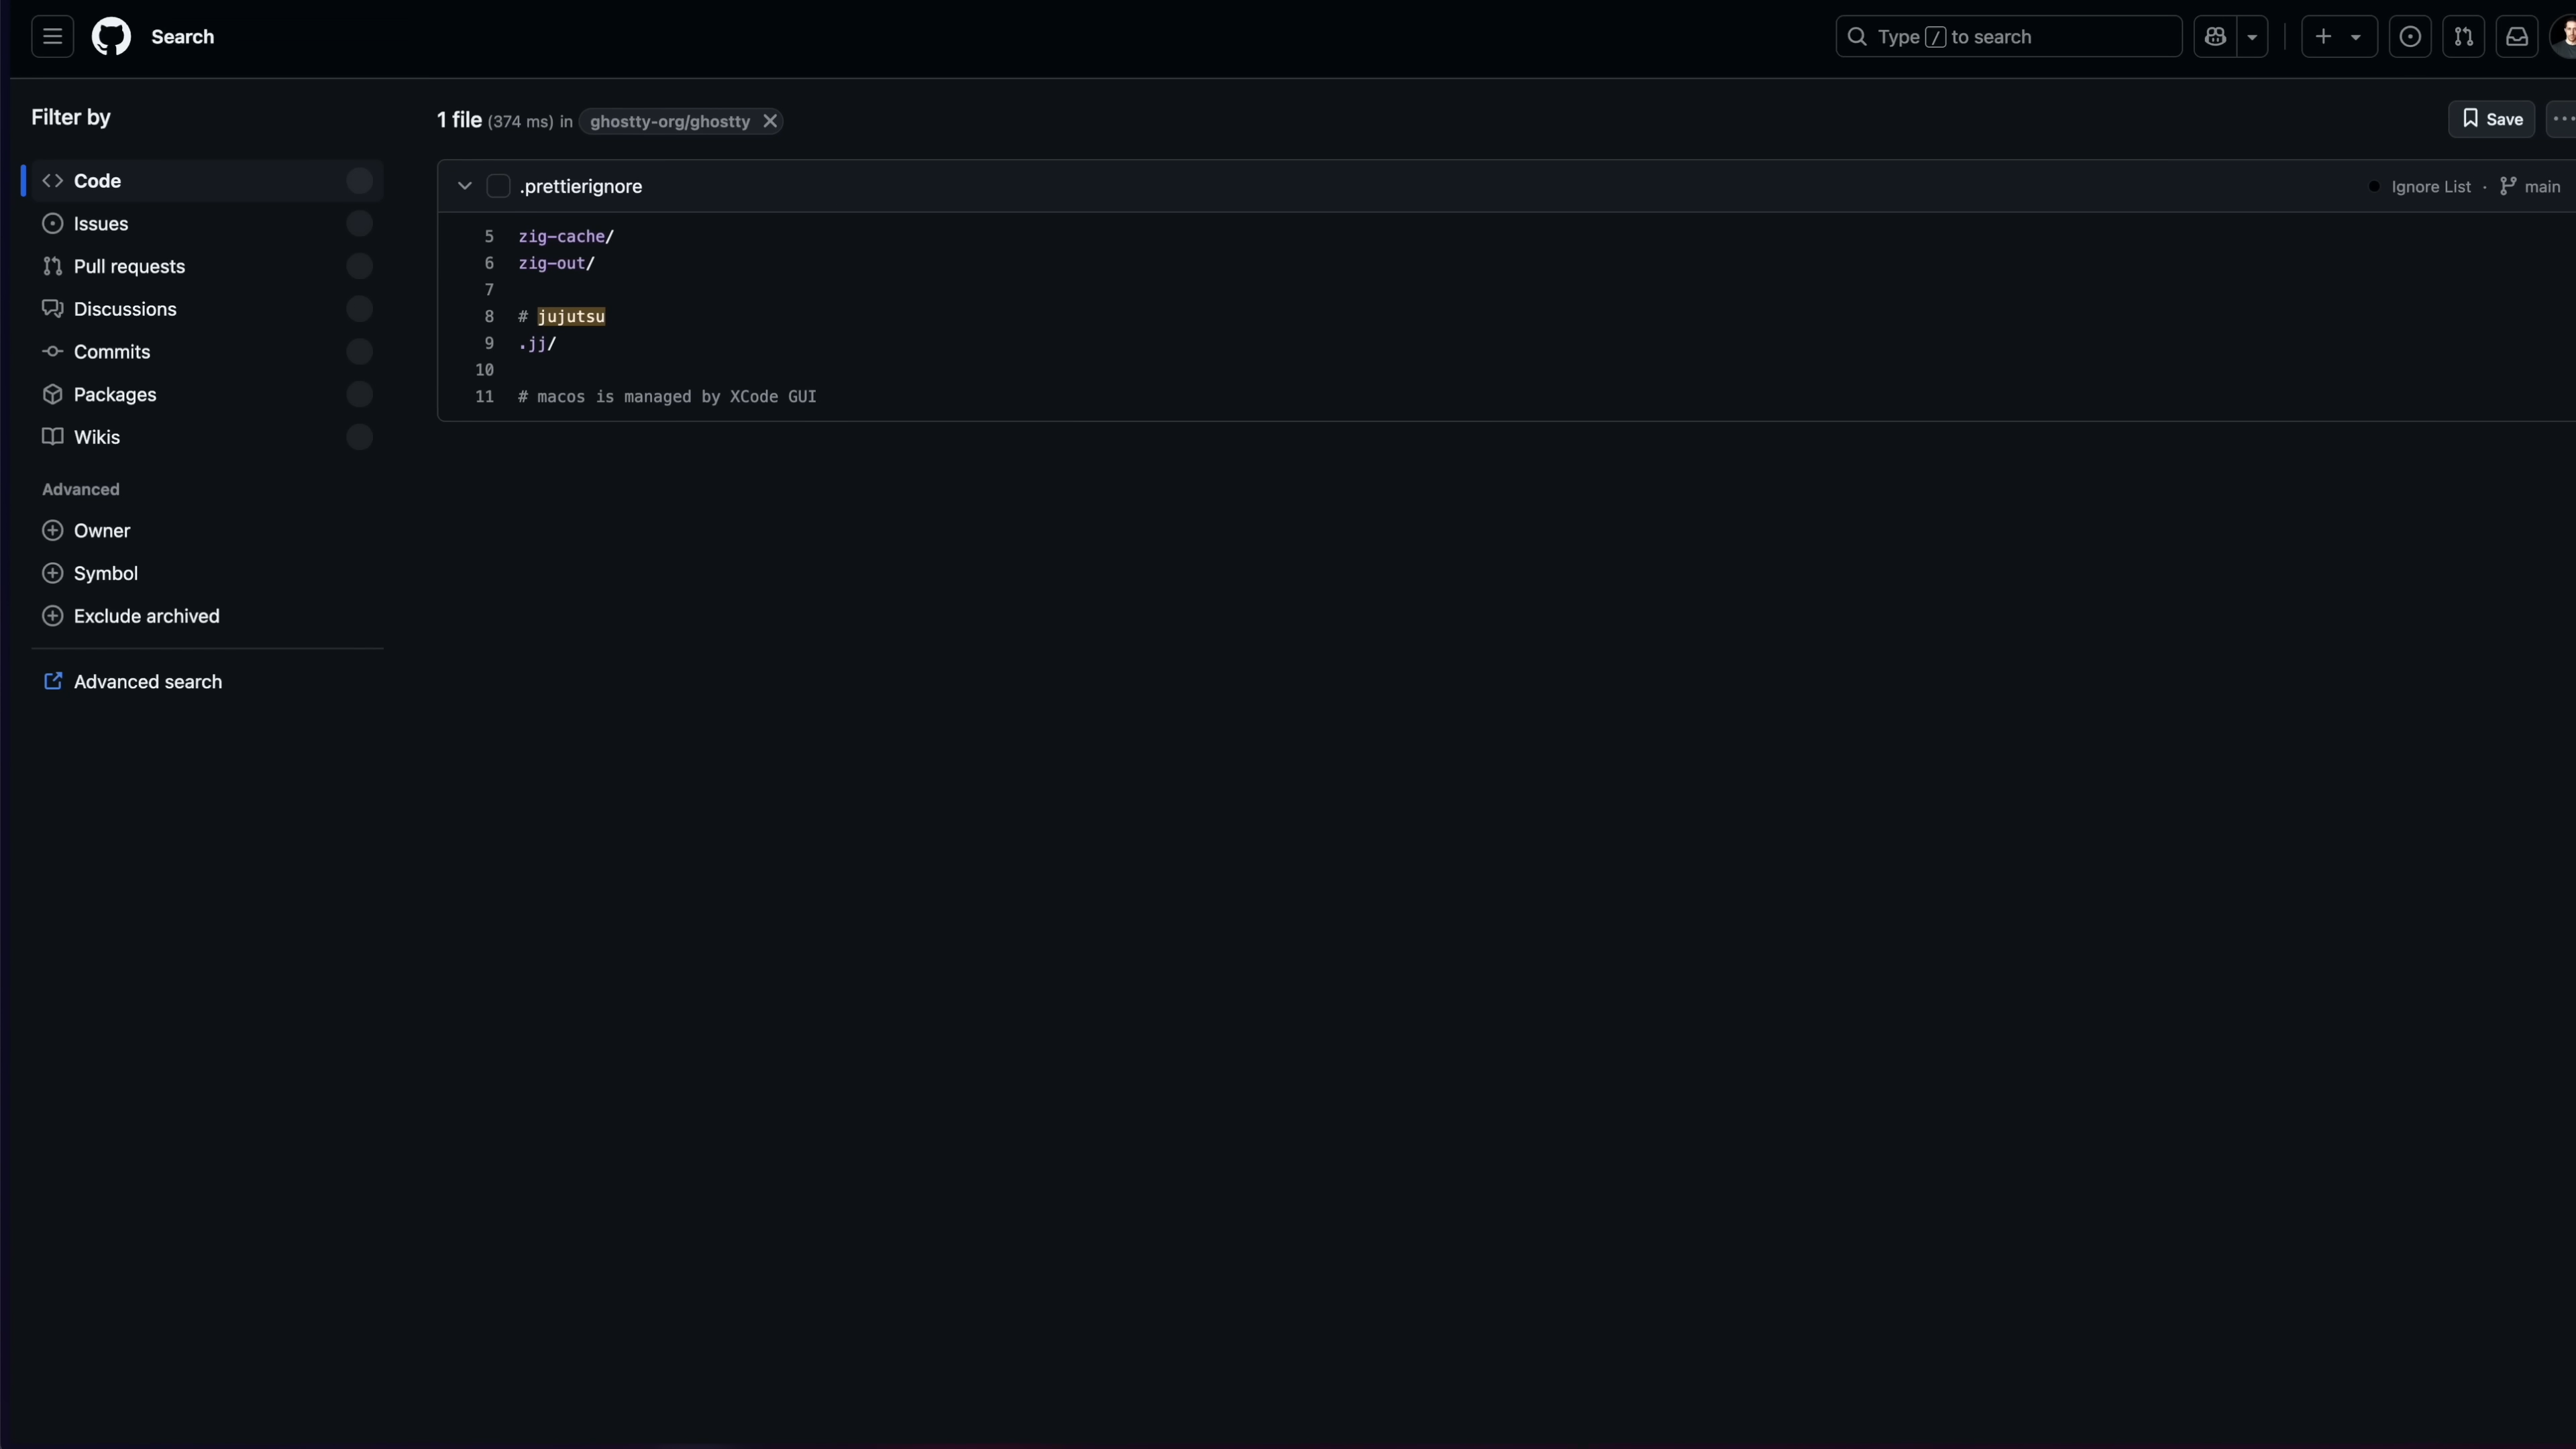 Search
Type / to search
Filter by
Code
Issues
Pull requests
Discussions
Commits
Packages
Wikis
Advanced
Owner
Symbol
Exclude archived
Advanced search
1 file (374 ms) in ghostty-org/ghostty
Save
.prettierignore
Ignore List · main
5 zig-cache/
6 zig-out/
7
8 # jujutsu
9 .jj/
10
11 # macos is managed by XCode GUI